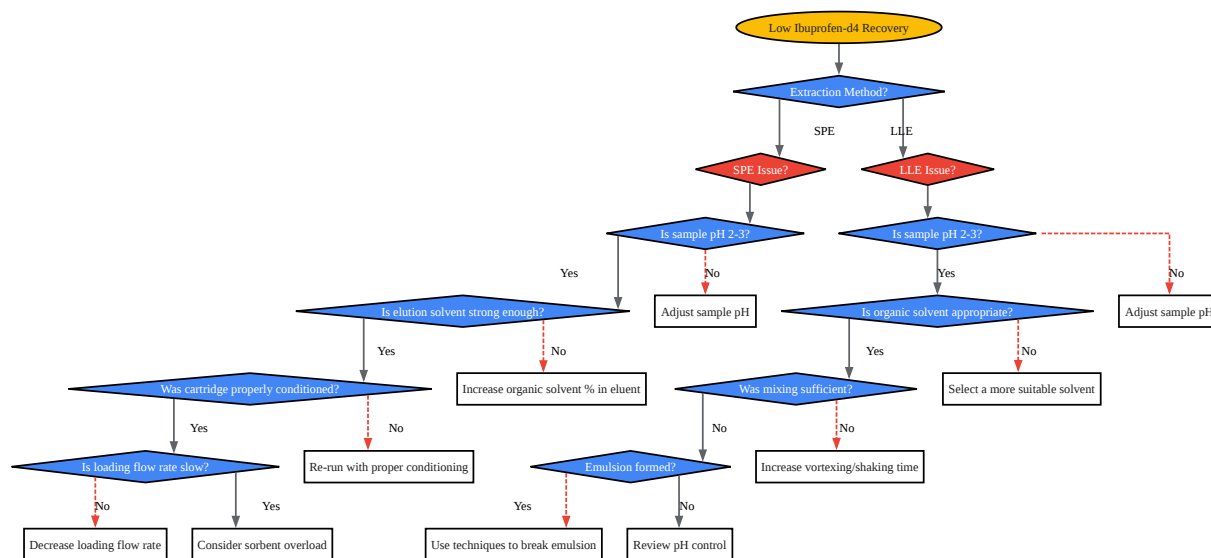 Low Ibuprofen-d4 Recovery
Extraction Method?
SPE
LLE
SPE Issue?
LLE Issue?
Is sample pH 2-3?
Is sample pH 2-3?
Yes
No
Yes
No
Is elution solvent strong enough?
Adjust sample pH
Is organic solvent appropriate?
Adjust sample pH
Yes
No
Yes
No
Was cartridge properly conditioned?
Increase organic solvent % in eluent
Was mixing sufficient?
Select a more suitable solvent
Yes
No
No
No
Is loading flow rate slow?
Re-run with proper conditioning
Emulsion formed?
Increase vortexing/shaking time
No
Yes
Yes
No
Decrease loading flow rate
Consider sorbent overload
Use techniques to break emulsion
Review pH control